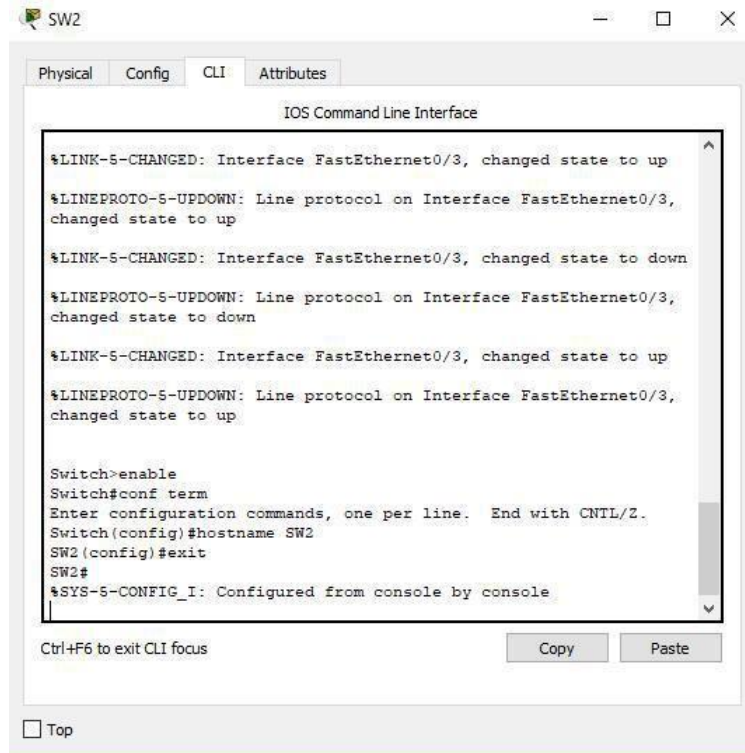 SW2
Physical Config CLI Attributes
IOS Command Line Interface
%LINK-5-CHANGED: Interface FastEthernet0/3, changed state to up
%LINEPROTO-5-UPDOWN: Line protocol on Interface FastEthernet0/3,
changed state to up
%LINK-5-CHANGED: Interface FastEthernet0/3, changed state to down
%LINEPROTO-5-UPDOWN: Line protocol on Interface FastEthernet0/3,
changed state to down
%LINK-5-CHANGED: Interface FastEthernet0/3, changed state to up
%LINEPROTO-5-UPDOWN: Line protocol on Interface FastEthernet0/3,
changed state to up
Switch>enable
Switch#conf term
Enter configuration commands, one per line.  End with CNTL/Z.
Switch(config)#hostname SW2
SW2(config)#exit
SW2#
%SYS-5-CONFIG_I: Configured from console by console
Ctrl+F6 to exit CLI focus Copy Paste
Top